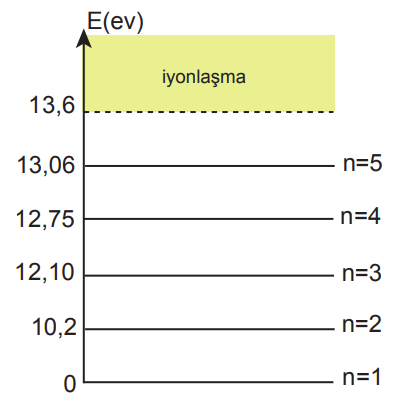 E(ev)
iyonlaşma
13,6
13,06 n=5
12,75 n=4
12,10 n=3
10,2 n=2
0 n=1